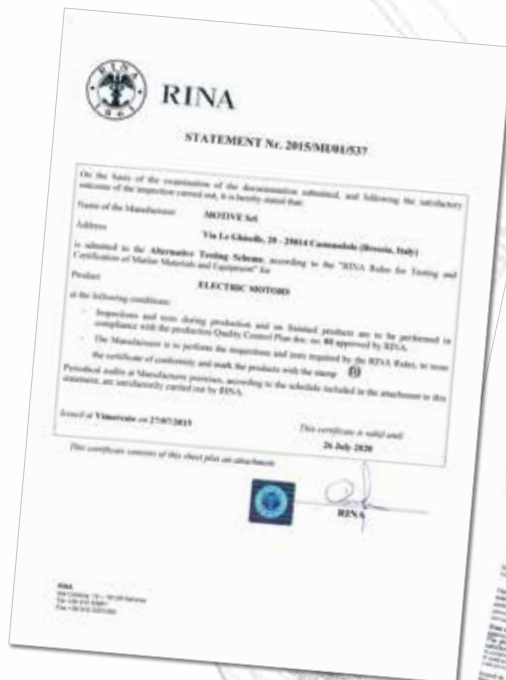 RINA
1861
RINA
STATEMENT Nr. 2015/MI/01/537
On the basis of the examination of the documentation submitted, and following the satisfactory
outcome of the inspection carried out, it is hereby stated that:
Name of the Manufacturer MOTIVE Srl
Address Via Le Ghiselle, 20 - 25014 Castenedolo (Brescia, Italy)
is admitted to the Alternative Testing Scheme, according to the "RINA Rules for Testing and
Certification of Marine Materials and Equipment" for
Product ELECTRIC MOTORS
at the following conditions:
- Inspections and tests during production and on finished products are to be performed in
compliance with the production Quality Control Plan doc. no. 01 approved by RINA.
- The Manufacturer is to perform the inspections and tests required by the RINA Rules, to issue
the certificate of conformity and mark the products with the stamp
Periodical audits at Manufacturer premises, according to the schedule included in the attachment to this
statement, are satisfactorily carried out by RINA.
Issued at Vimercate on 27/07/2015
This certificate is valid until
26 July 2020
This certificate consists of this sheet plus an attachment
RINA
RINA